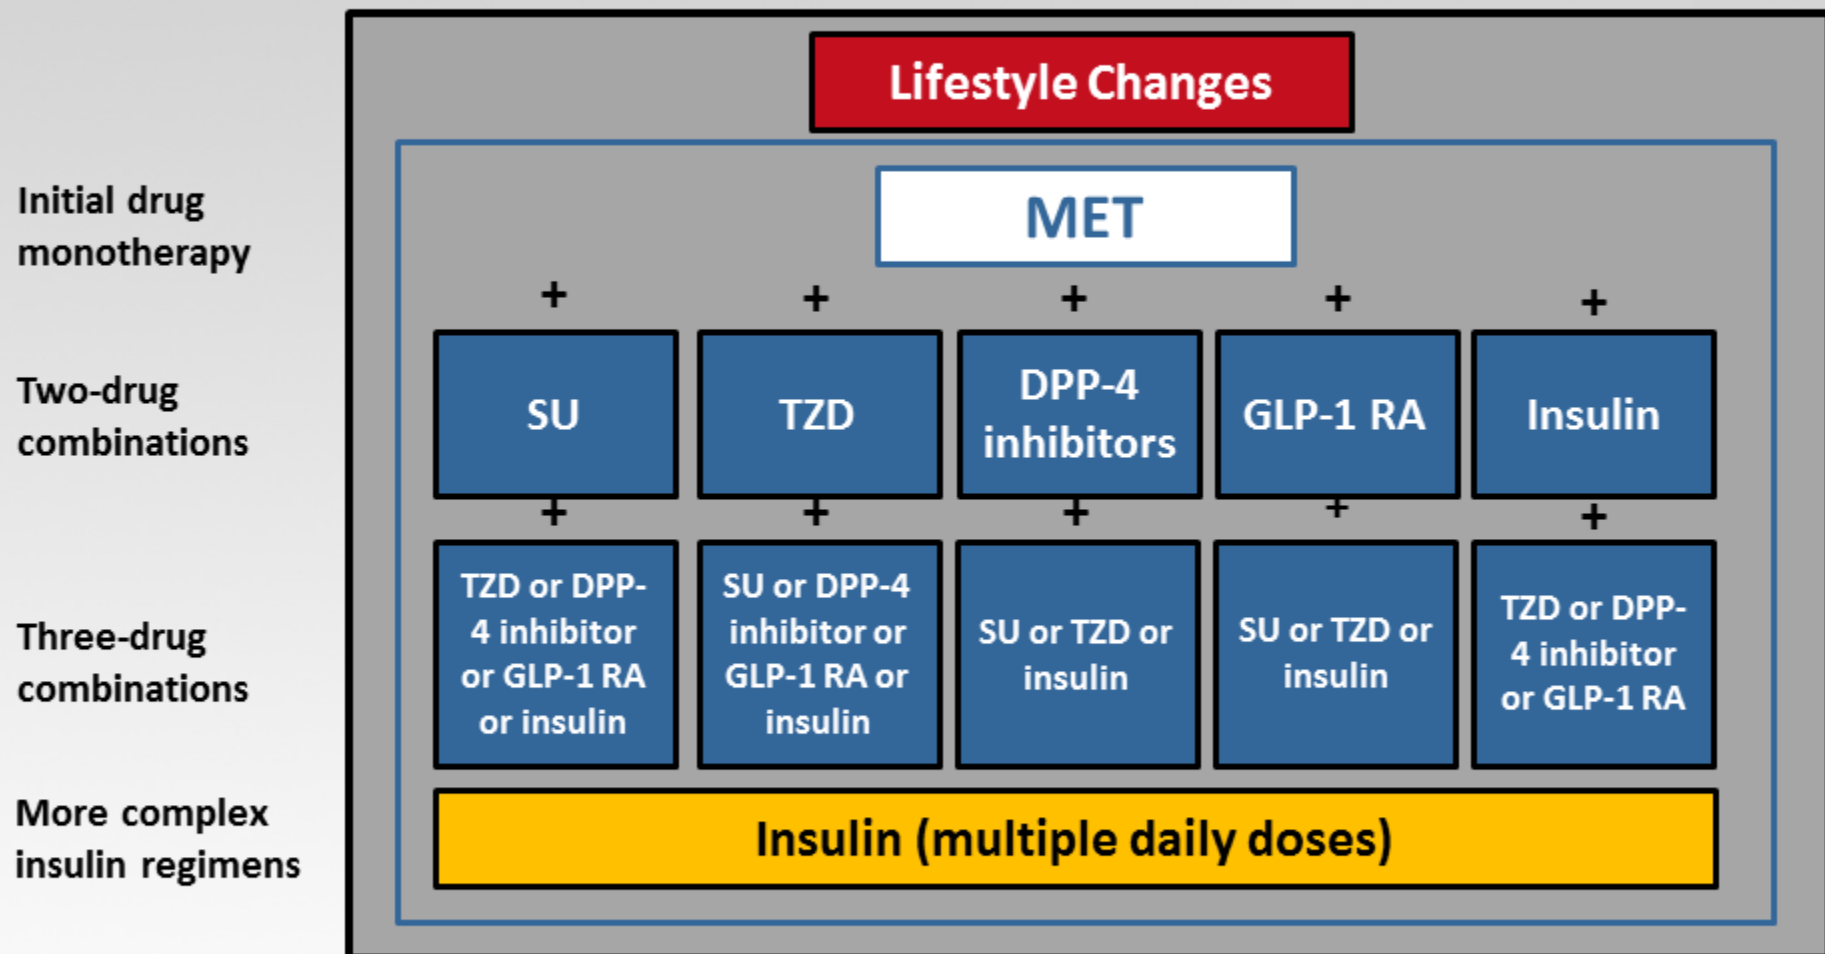 Lifestyle Changes
Initial drug
monotherapy
MET
+ + + + +
Two-drug
combinations
SU
TZD
DPP-4
inhibitors
GLP-1 RA
Insulin
+ + + + +
Three-drug
combinations
TZD or DPP-
4 inhibitor
or GLP-1 RA
or insulin
SU or DPP-4
inhibitor or
GLP-1 RA or
insulin
SU or TZD or
insulin
SU or TZD or
insulin
TZD or DPP-
4 inhibitor
or GLP-1 RA
More complex
insulin regimens
Insulin (multiple daily doses)